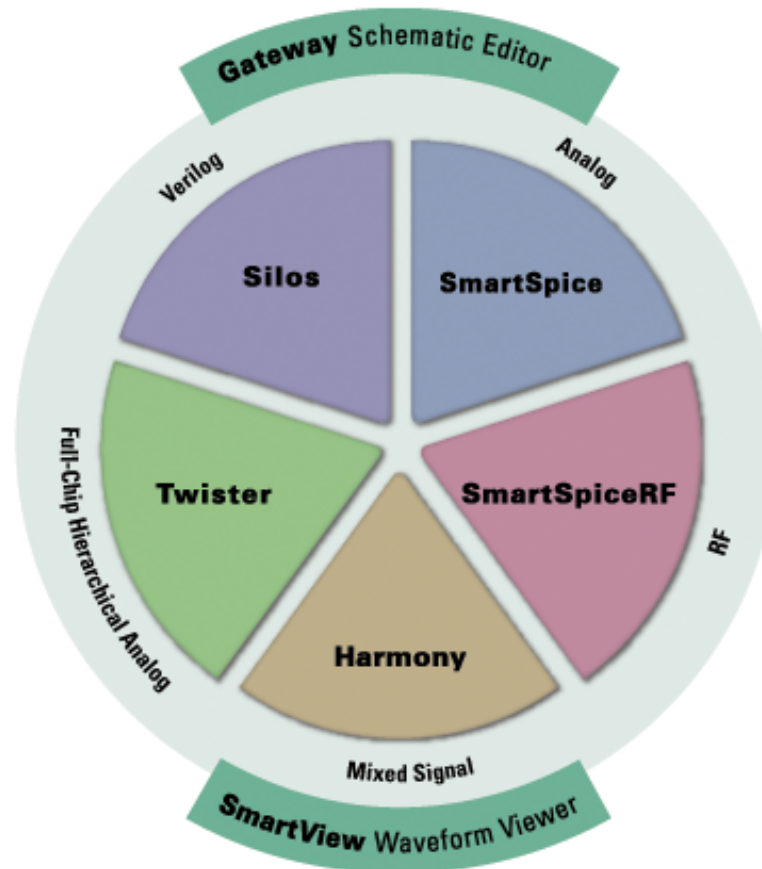 Gateway Schematic Editor
Verilog
Analog
Silos
SmartSpice
Full-Chip Hierarchical Analog
Twister
SmartSpiceRF
RF
Harmony
Mixed Signal
SmartView Waveform Viewer